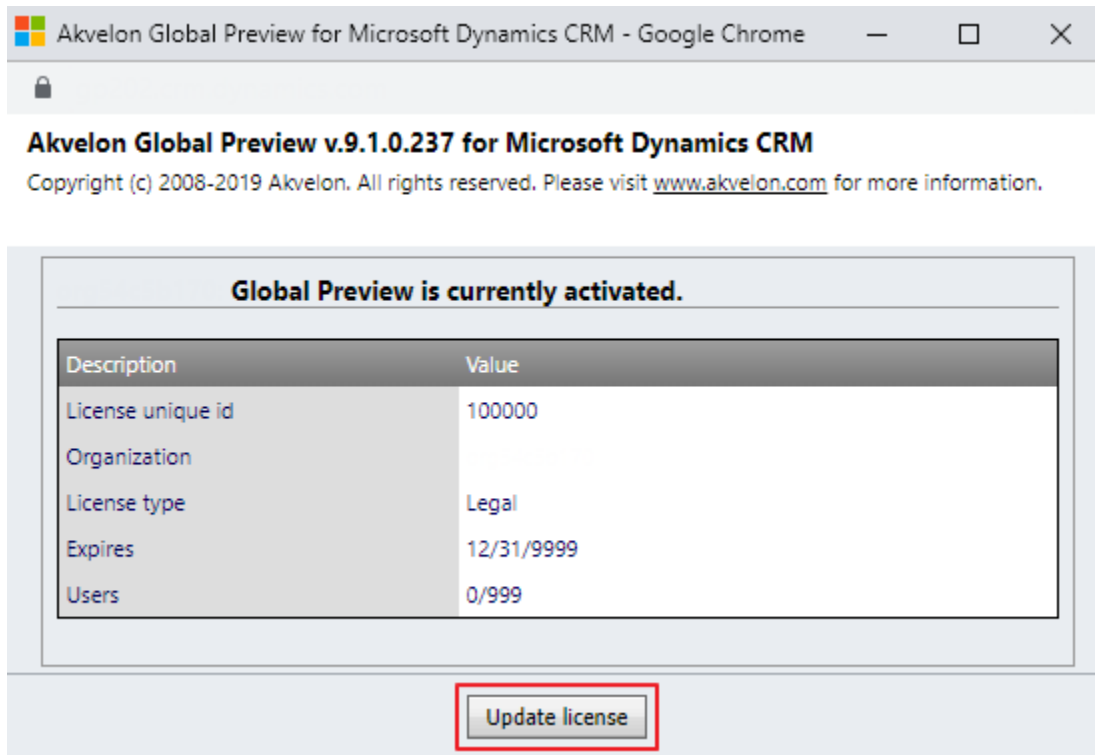 Akvelon Global Preview for Microsoft Dynamics CRM - Google Chrome
Akvelon Global Preview v.9.1.0.237 for Microsoft Dynamics CRM
Copyright (c) 2008-2019 Akvelon. All rights reserved. Please visit www.akvelon.com for more information.
Global Preview is currently activated.
Description Value
License unique id 100000
Organization
License type Legal
Expires 12/31/9999
Users 0/999
Update license